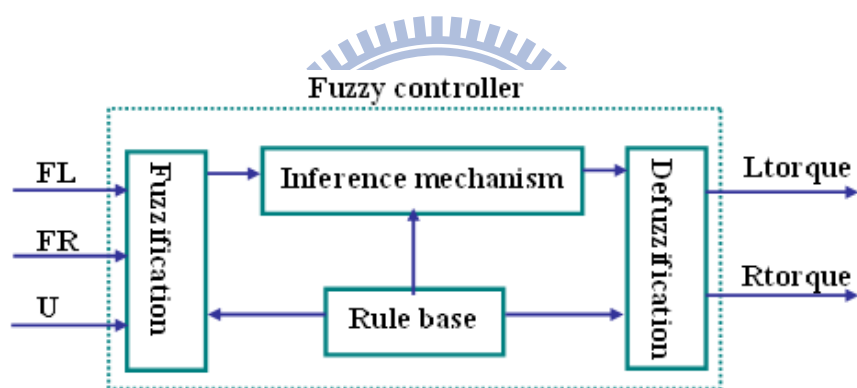 Fuzzy controller
FL
FR
U
Fuzzification
Inference mechanism
Rule base
Defuzzification
Ltorque
Rtorque